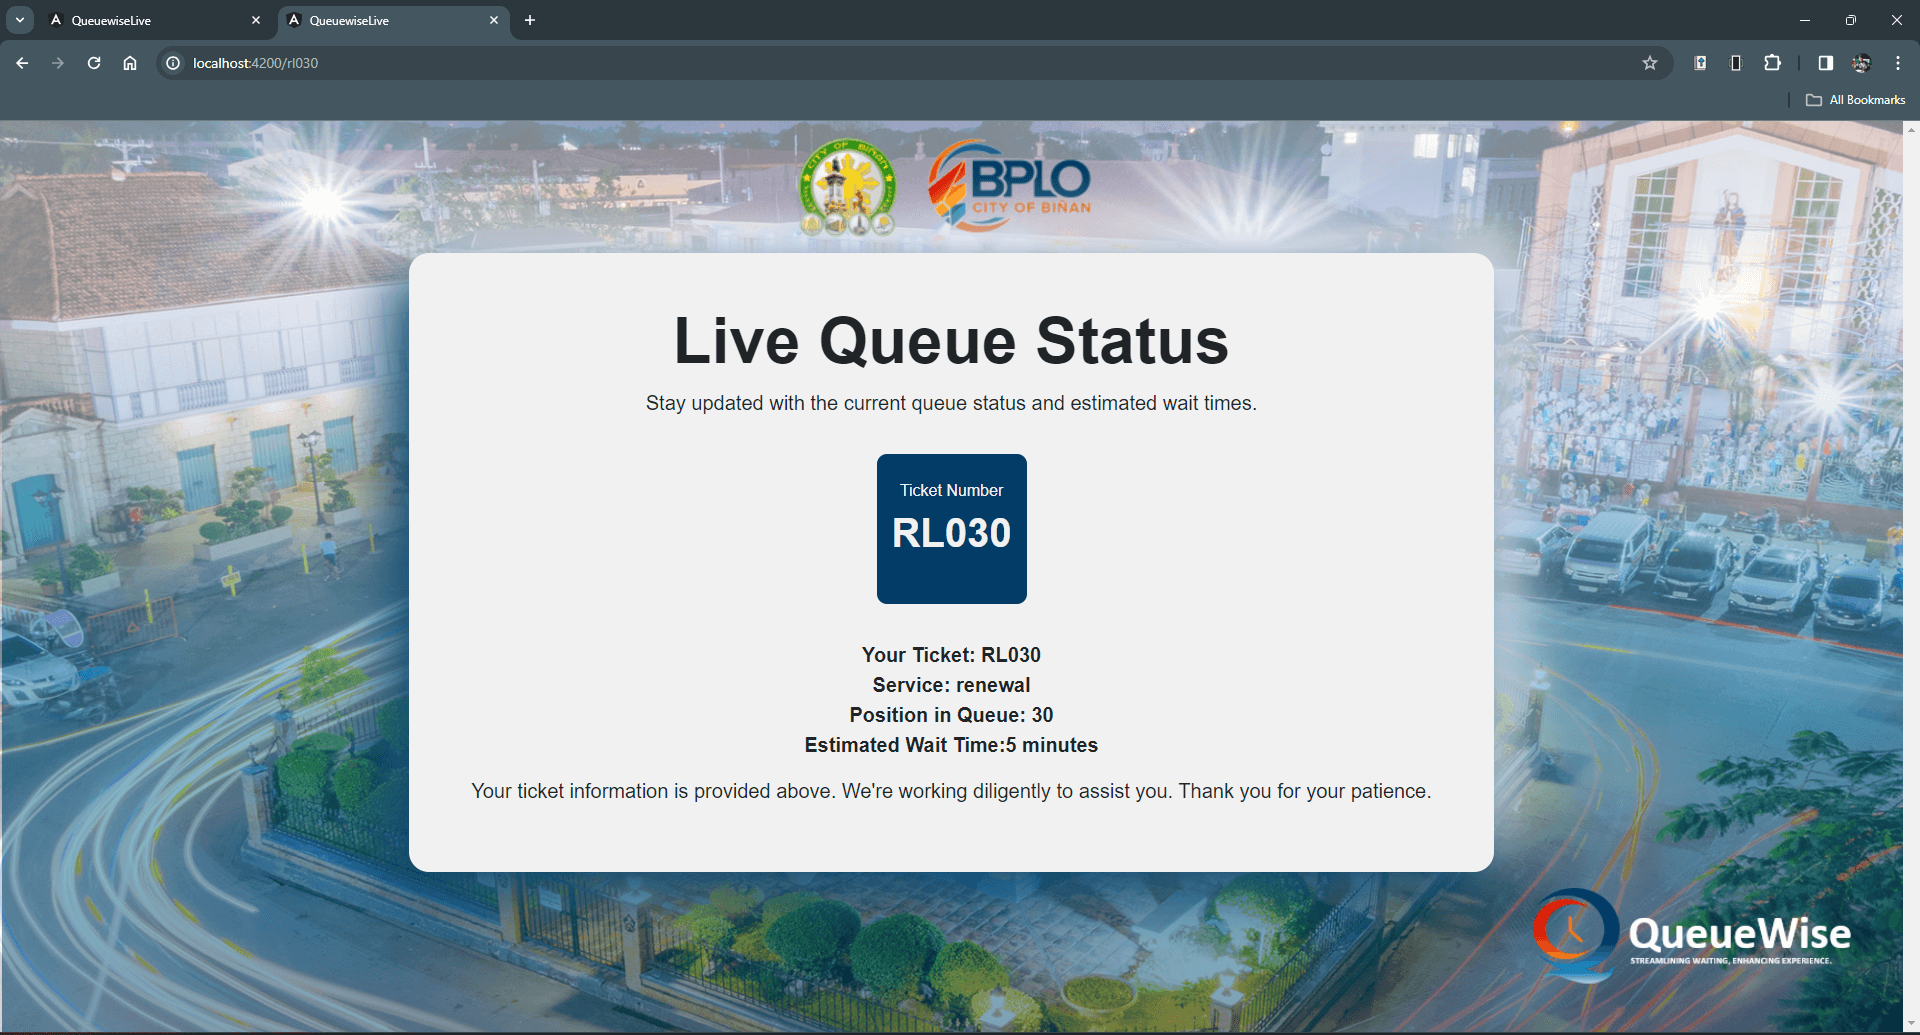 QueuewiseLive
QueuewiseLive
localhost:4200/rl030
All Bookmarks
CITY OF BIÑAN
BPLO
CITY OF BIÑAN
Live Queue Status
Stay updated with the current queue status and estimated wait times.
Ticket Number
RL030
Your Ticket: RL030
Service: renewal
Position in Queue: 30
Estimated Wait Time:5 minutes
Your ticket information is provided above. We're working diligently to assist you. Thank you for your patience.
QueueWise
STREAMLINING WAITING, ENHANCING EXPERIENCE.